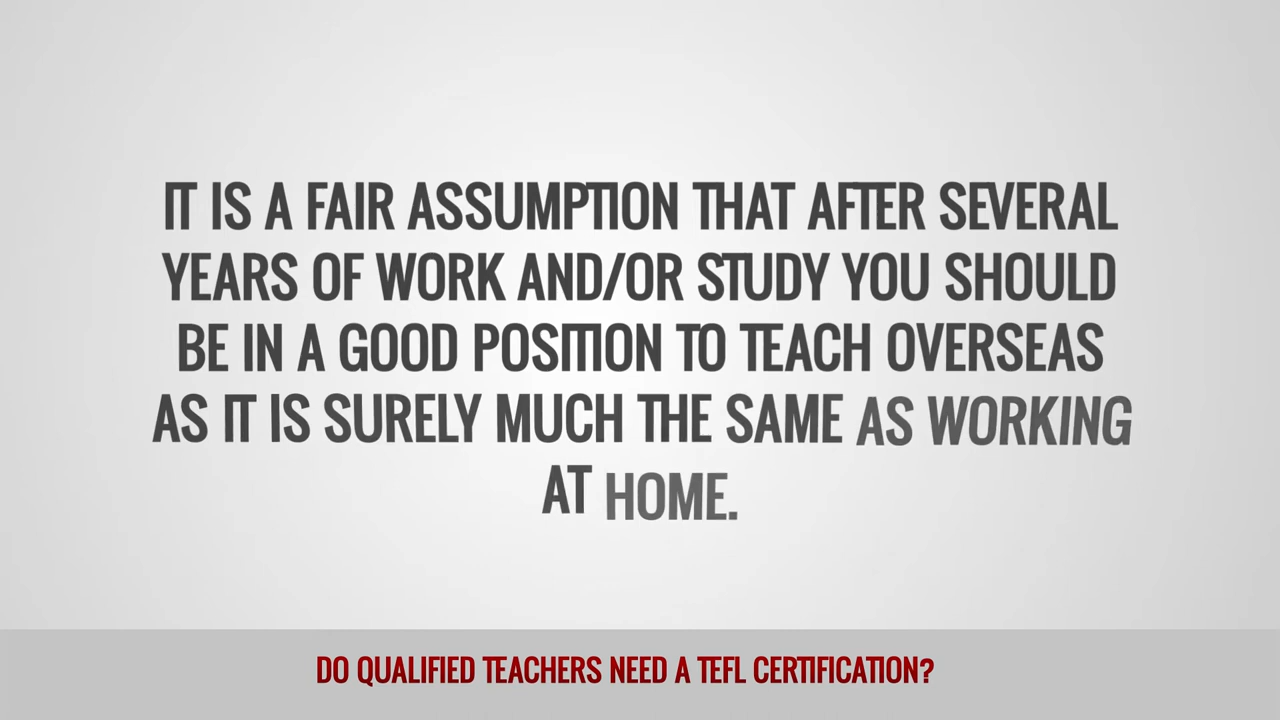 IT IS A FAIR ASSUMPTION THAT AFTER SEVERAL
YEARS OF WORK AND/OR STUDY YOU SHOULD
BE IN A GOOD POSITION TO TEACH OVERSEAS
AS IT IS SURELY MUCH THE SAME AS WORKING
AT HOME.
DO QUALIFIED TEACHERS NEED A TEFL CERTIFICATION?